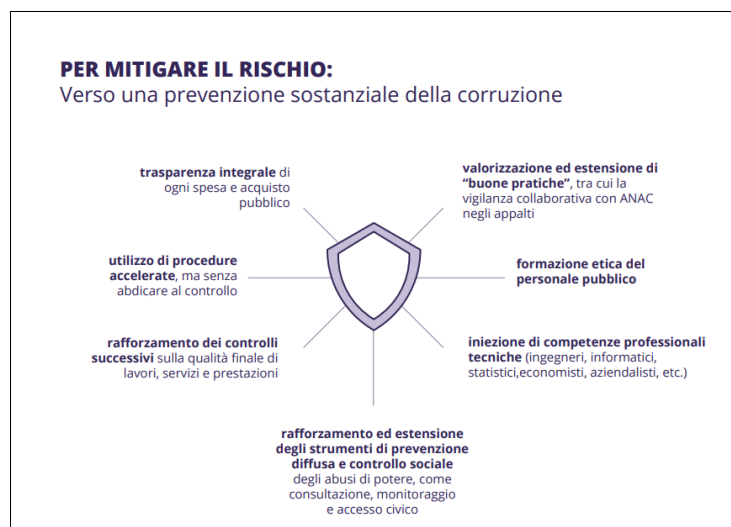 PER MITIGARE IL RISCHIO:
Verso una prevenzione sostanziale della corruzione
trasparenza integrale di
ogni spesa e acquisto
pubblico
valorizzazione ed estensione di
“buone pratiche”, tra cui la
vigilanza collaborativa con ANAC
negli appalti
utilizzo di procedure
accelerate, ma senza
abdicare al controllo
formazione etica del
personale pubblico
rafforzamento dei controlli
successivi sulla qualità finale di
lavori, servizi e prestazioni
iniezione di competenze professionali
tecniche (ingegneri, informatici,
statistici,economisti, aziendalisti, etc.)
rafforzamento ed estensione
degli strumenti di prevenzione
diffusa e controllo sociale
degli abusi di potere, come
consultazione, monitoraggio
e accesso civico